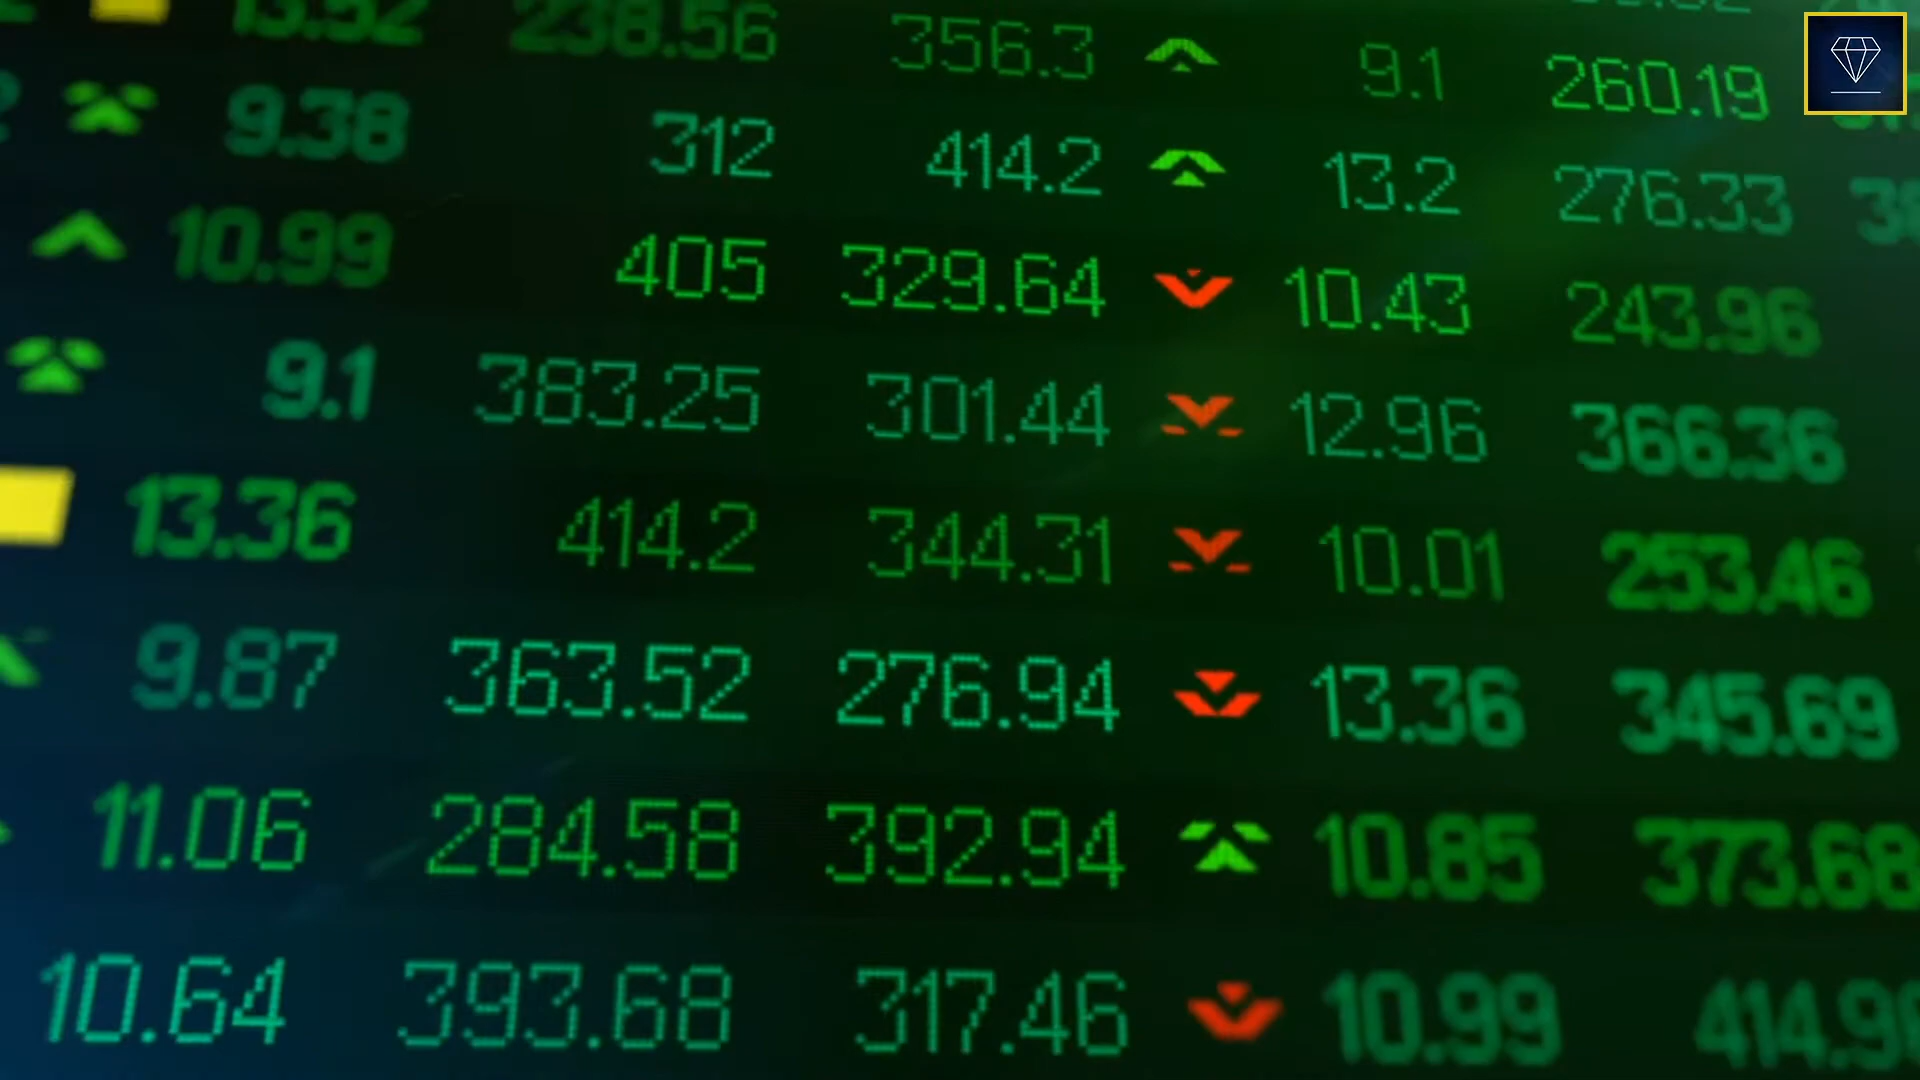 13.52 238.56 356.3 9.1 260.19
9.38 312 414.2 13.2 276.33
10.99 405 329.64 10.43 243.96
9.1 383.25 301.44 12.96 366.36
13.36 414.2 344.31 10.01 253.46
9.87 363.52 276.94 13.36 345.69
11.06 284.58 392.94 10.85 373.68
10.64 393.68 317.46 10.99